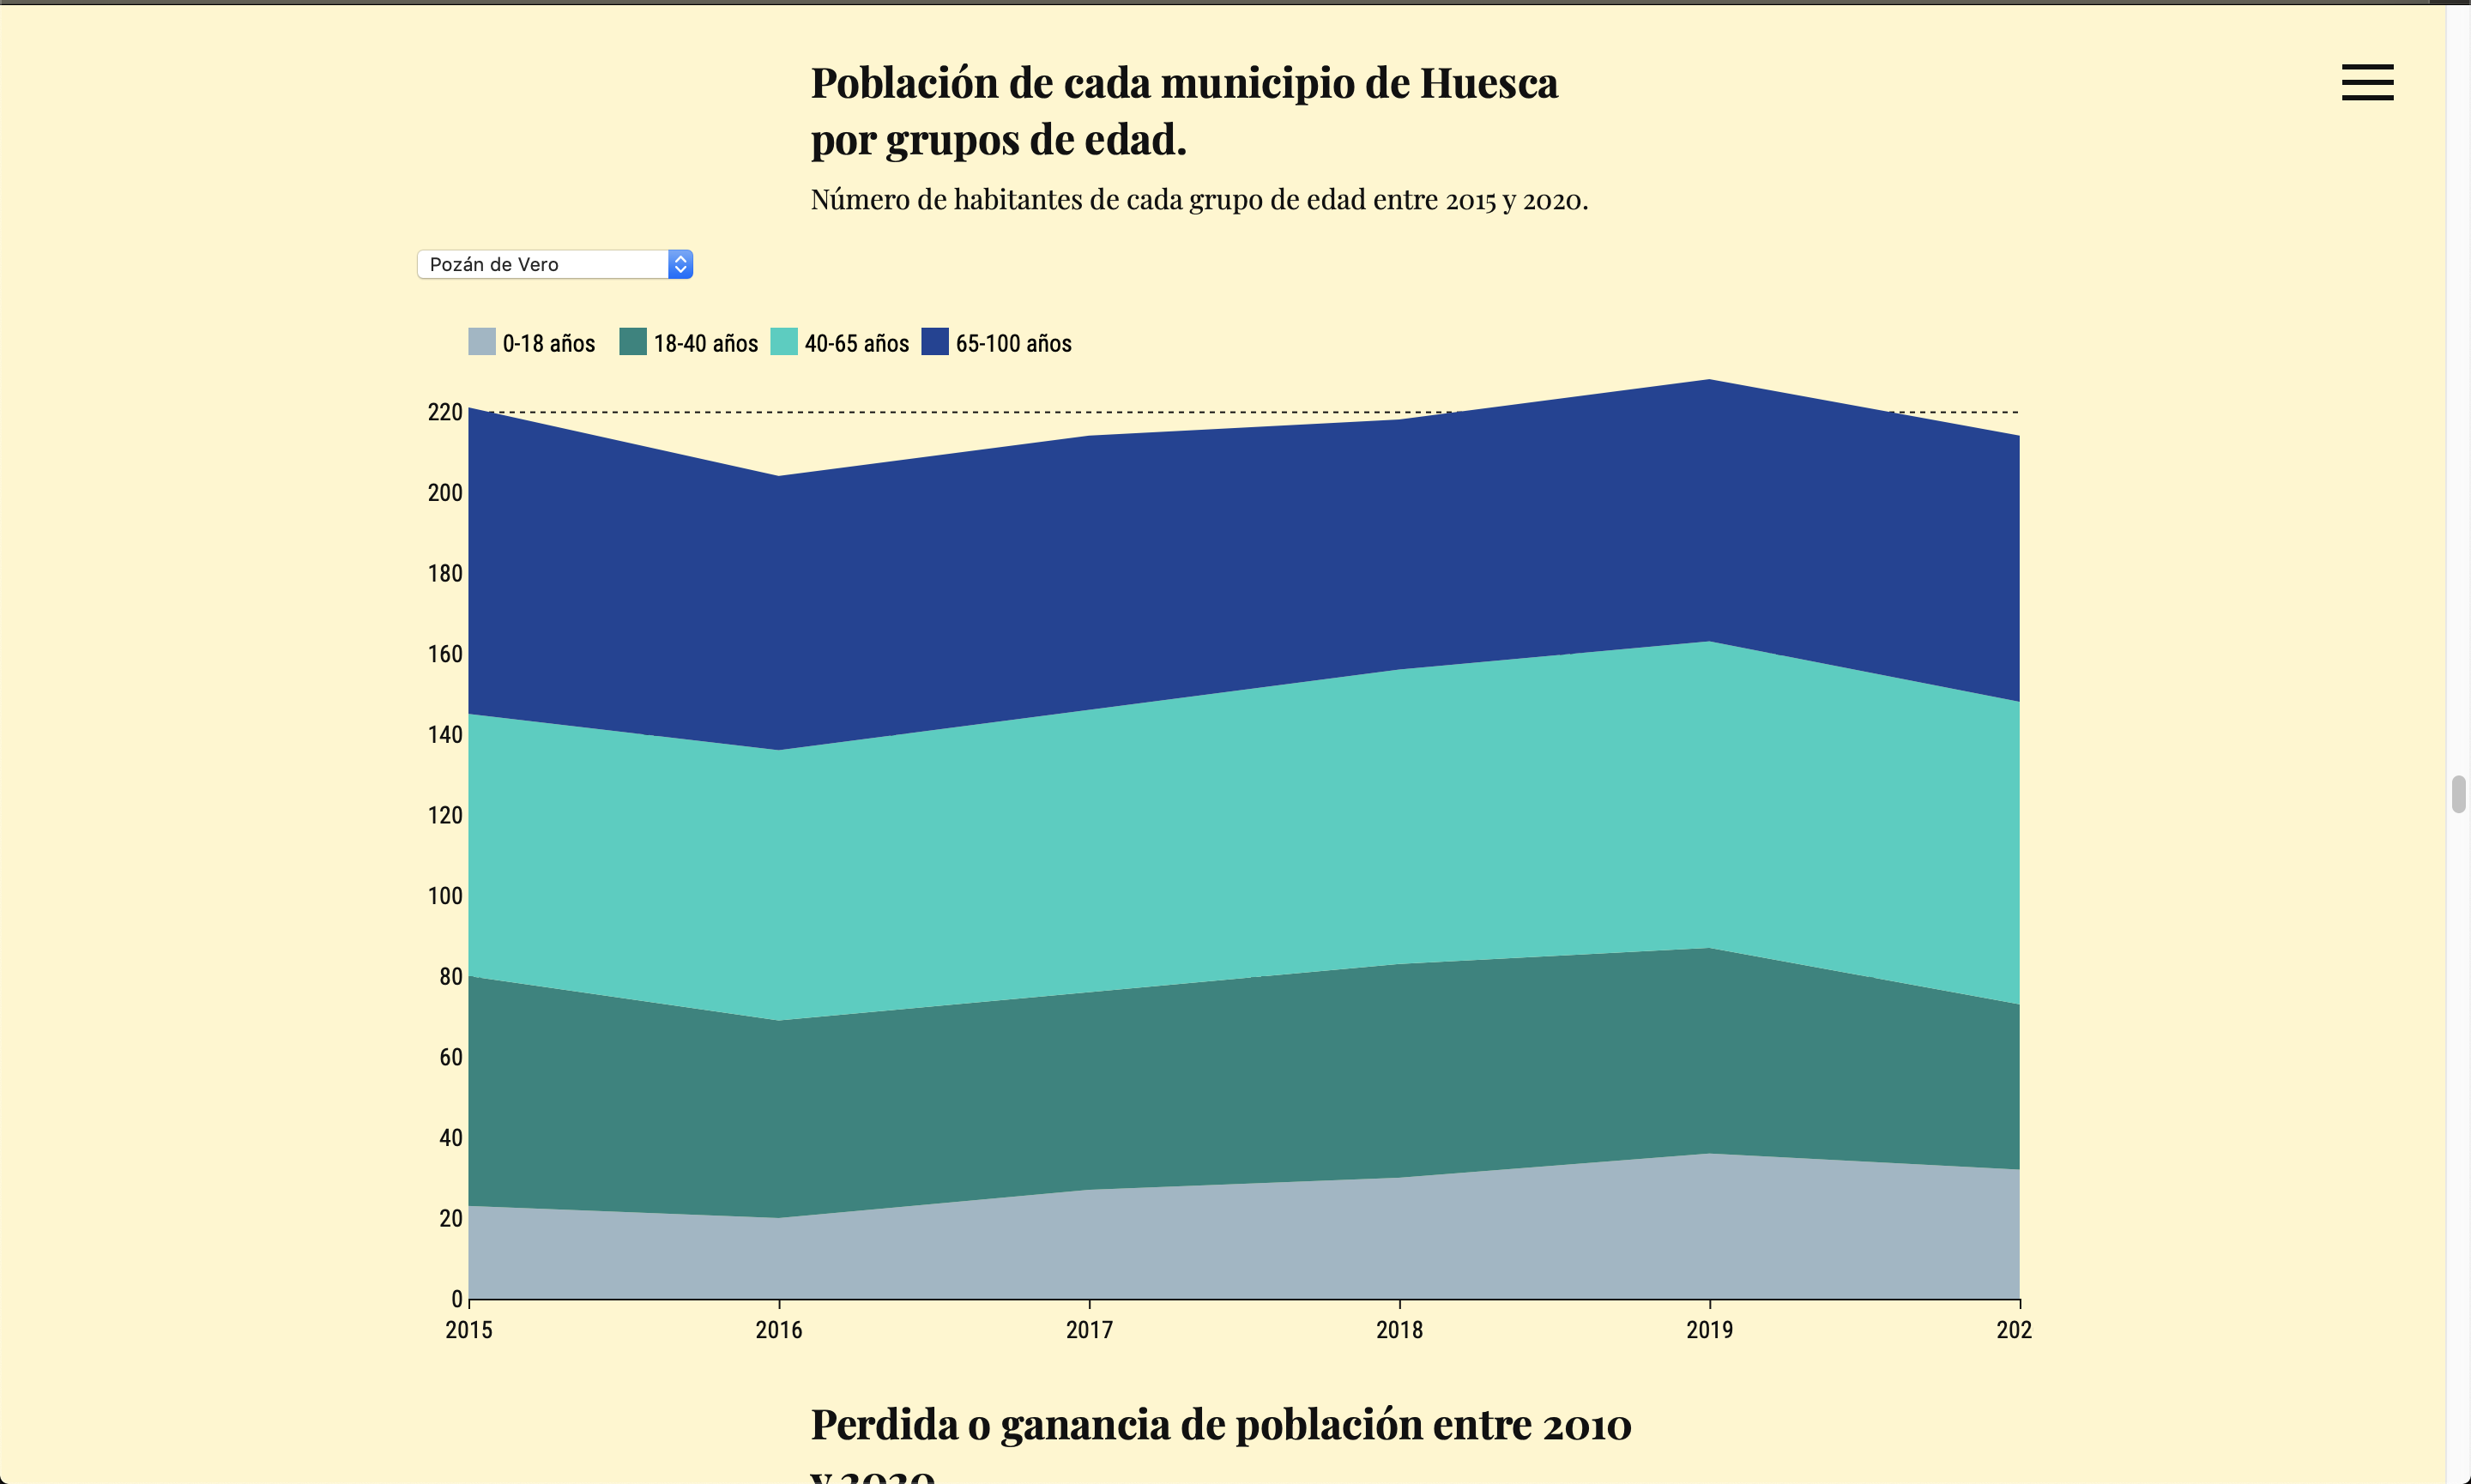 Población de cada municipio de Huesca
por grupos de edad.
Número de habitantes de cada grupo de edad entre 2015 y 2020.
Pozán de Vero
0-18 años 18-40 años 40-65 años 65-100 años
220
200
180
160
140
120
100
80
60
40
20
0
2015 2016 2017 2018 2019 202
Perdida o ganancia de población entre 2010
y 2020